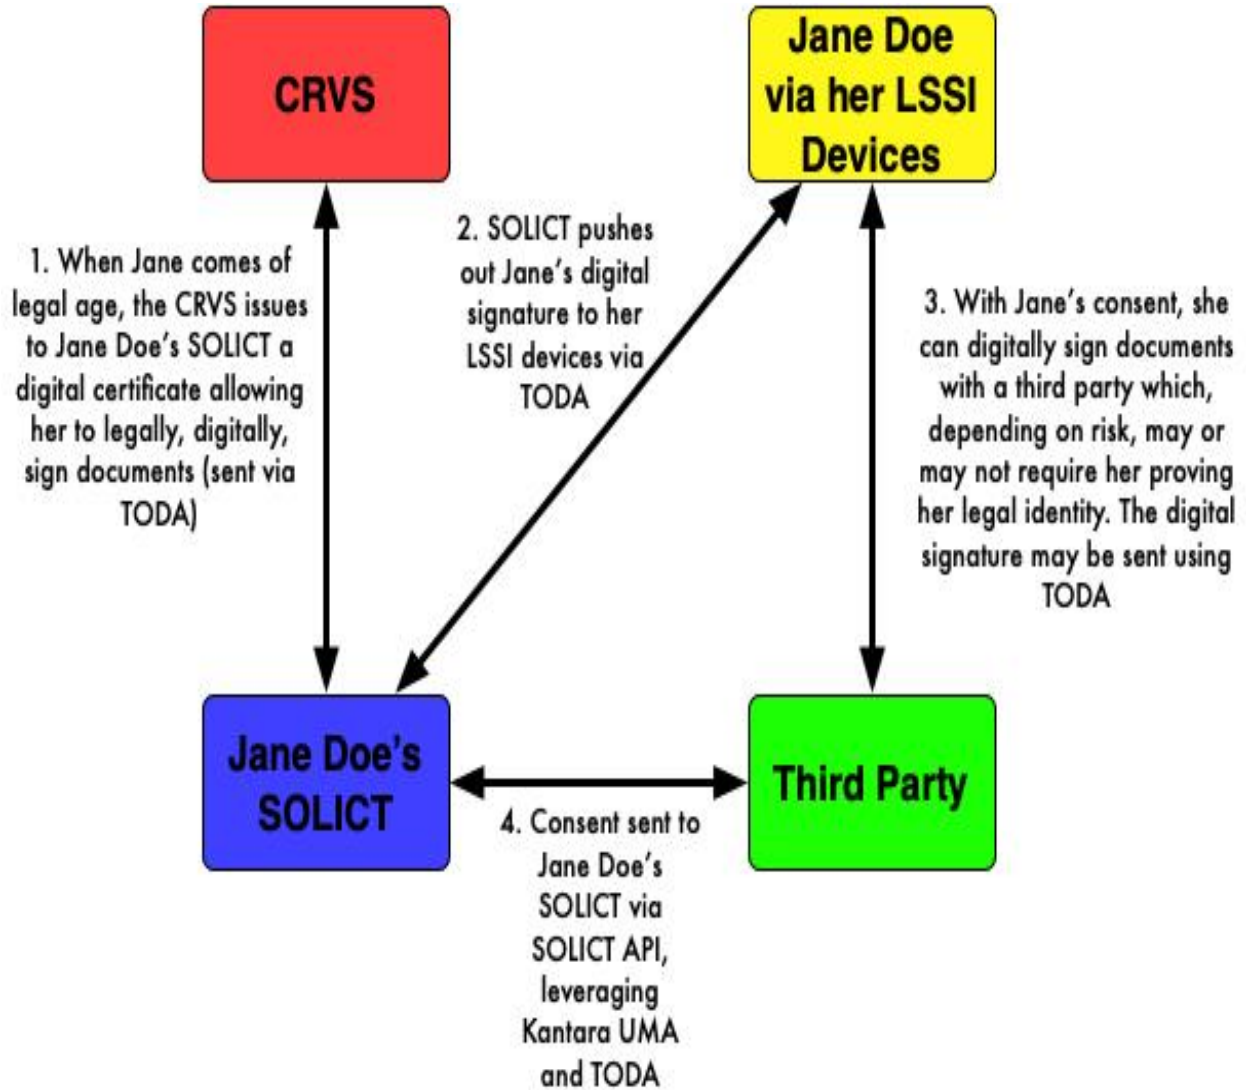 CRVS
Jane Doe
via her LSSI
Devices
1. When Jane comes of
legal age, the CRVS issues
to Jane Doe's SOLICT a
digital certificate allowing
her to legally, digitally,
sign documents (sent via
TODA)
2. SOLICT pushes
out Jane's digital
signature to her
LSSI devices via
TODA
3. With Jane's consent, she
can digitally sign documents
with a third party which,
depending on risk, may or
may not require her proving
her legal identity. The digital
signature may be sent using
TODA
Jane Doe's
SOLICT
Third Party
4. Consent sent to
Jane Doe's
SOLICT via
SOLICT API,
leveraging
Kantara UMA
and TODA